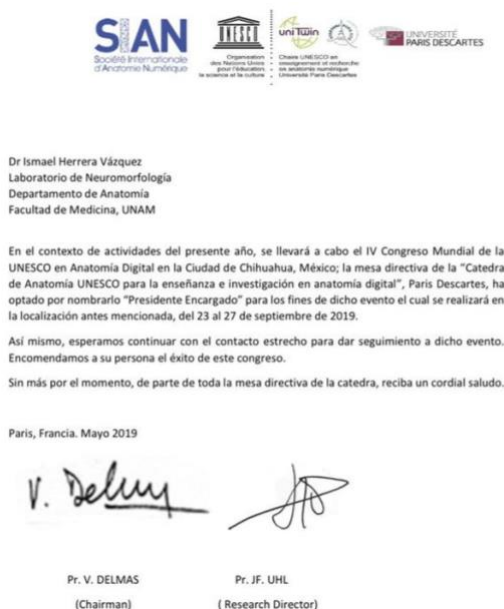 SIAN
Société Internationale
d'Anatomie Numérique
UNESCO
Organisation
des Nations Unies
pour l'éducation,
la science et la culture
uniTwin
Chaire UNESCO en
enseignement et recherche
en anatomie numérique
Université Paris Descartes
UNIVERSITÉ
PARIS DESCARTES
Dr Ismael Herrera Vázquez
Laboratorio de Neuromorfología
Departamento de Anatomía
Facultad de Medicina, UNAM
En el contexto de actividades del presente año, se llevará a cabo el IV Congreso Mundial de la
UNESCO en Anatomía Digital en la Ciudad de Chihuahua, México; la mesa directiva de la "Catedra
de Anatomía UNESCO para la enseñanza e investigación en anatomía digital", Paris Descartes, ha
optado por nombrarlo "Presidente Encargado" para los fines de dicho evento el cual se realizará en
la localización antes mencionada, del 23 al 27 de septiembre de 2019.
Así mismo, esperamos continuar con el contacto estrecho para dar seguimiento a dicho evento.
Encomendamos a su persona el éxito de este congreso.
Sin más por el momento, de parte de toda la mesa directiva de la catedra, reciba un cordial saludo.
Paris, Francia. Mayo 2019
V. Delmas
Pr. V. DELMAS
Pr. JF. UHL
(Chairman)
( Research Director)